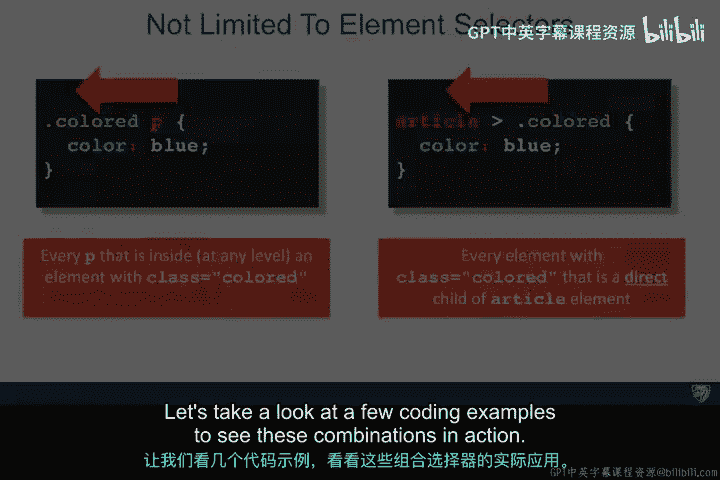 Not Limited To Element Selectors
GPT中英字幕课程资源 bilibili
.colored p {
color: blue;
}
article > .colored {
color: blue;
}
Every p that is inside (at any level) an
element with class="colored"
Every element with
class="colored" that is a direct
child of article element
Let's take a look at a few coding examples
to see these combinations in action.
让我们看几个代码示例，看看这些组合选择器的实际应用。
GPT中英字幕课程资源@bilibili.com